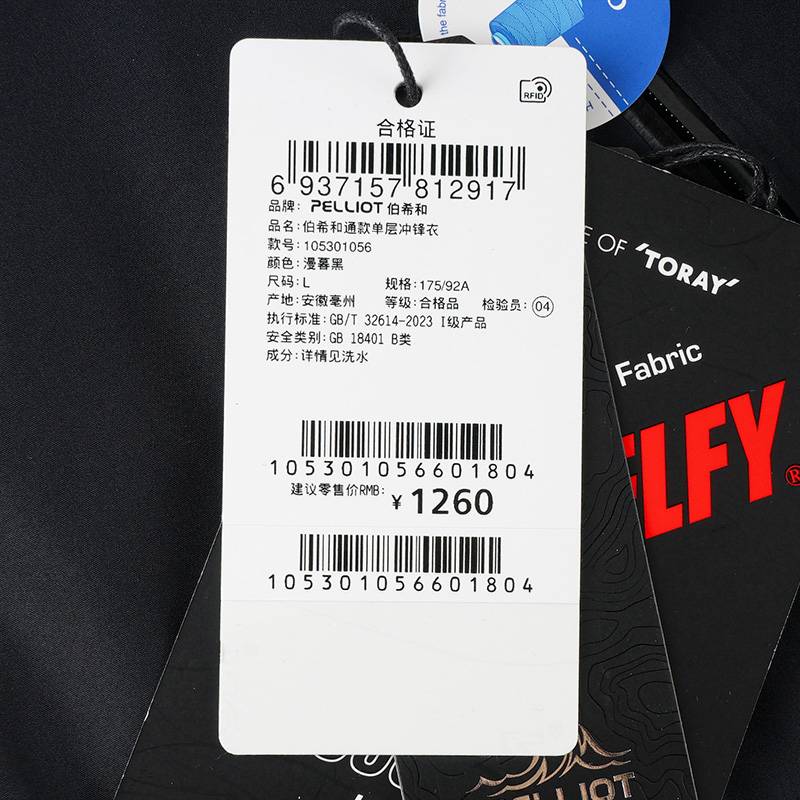 the fabr
RFID
合格证
6 937157 812917
品牌: PELLIOT 伯希和
品名: 伯希和通款单层冲锋衣
款号: 105301056
颜色: 漫暮黑
尺码: L 规格: 175/92A
产地: 安徽亳州 等级: 合格品 检验员: 04
执行标准: GB/T 32614-2023 I级产品
安全类别: GB 18401 B类
成分: 详情见洗水
105301056601804
建议零售价RMB: ¥ 1260
105301056601804
E OF 'TORAY'
Fabric
ELFY®
PELLIOT